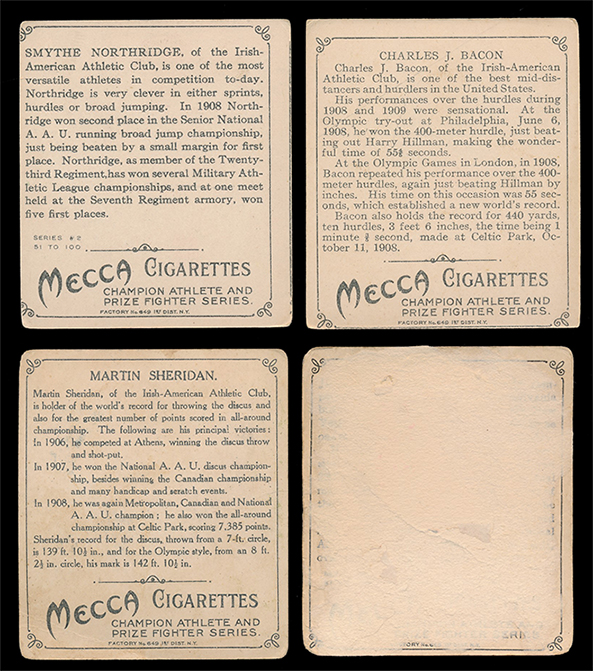 SMYTHE NORTHRIDGE, of the Irish-
American Athletic Club, is one of the most
versatile athletes in competition to-day.
Northridge is very clever in either sprints,
hurdles or broad jumping. In 1908 North-
ridge won second place in the Senior National
A. A. U. running broad jump championship,
just being beaten by a small margin for first
place. Northridge, as member of the Twenty-
third Regiment,has won several Military Ath-
letic League championships, and at one meet
held at the Seventh Regiment armory, won
five first places.
SERIES #2
51 TO 100
MECCA CIGARETTES
CHAMPION ATHLETE AND
PRIZE FIGHTER SERIES.
FACTORY No. 649 1ST DIST. N.Y.
CHARLES J. BACON
Charles J. Bacon, of the Irish-American
Athletic Club, is one of the best mid-dis-
tancers and hurdlers in the United States.
His performances over the hurdles during
1908 and 1909 were sensational. At the
Olympic try-out at Philadelphia, June 6,
1908, he won the 400-meter hurdle, just beat-
ing out Harry Hillman, making the wonder-
ful time of 55⅘ seconds.
At the Olympic Games in London, in 1908,
Bacon repeated his performance over the 400-
meter hurdles, again just beating Hillman by
inches. His time on this occasion was 55 sec-
onds, which established a new world's record.
Bacon also holds the record for 440 yards,
ten hurdles, 3 feet 6 inches, the time being 1
minute seconds, made at Celtic Park, Oc-
tober 11, 1908.
MECCA CIGARETTES
CHAMPION ATHLETE AND
PRIZE FIGHTER SERIES.
FACTORY No. 649 1ST DIST. N.Y.
MARTIN SHERIDAN.
Martin Sheridan, of the Irish-American Athletic Club,
is holder of the world's record for throwing the discus and
also for the greatest number of points scored in all-around
championship. The following are his principal victories:
In 1906, he competed at Athens, winning the discus throw
and shot-put.
In 1907, he won the National A. A. U. discus champion-
ship, besides winning the Canadian championship
and many handicap and scratch events.
In 1908, he was again Metropolitan, Canadian and National
A. A. U. champion; he also won the all-around
championship at Celtic Park, scoring 7,385 points.
Sheridan's record for the discus, thrown from a 7-ft. circle,
is 139 ft. 10½ in., and for the Olympic style, from an 8 ft.
2½ in. circle, his mark is 142 ft. 10½ in.
MECCA CIGARETTES
CHAMPION ATHLETE AND
PRIZE FIGHTER SERIES.
FACTORY No. 649 1ST DIST. N.Y.